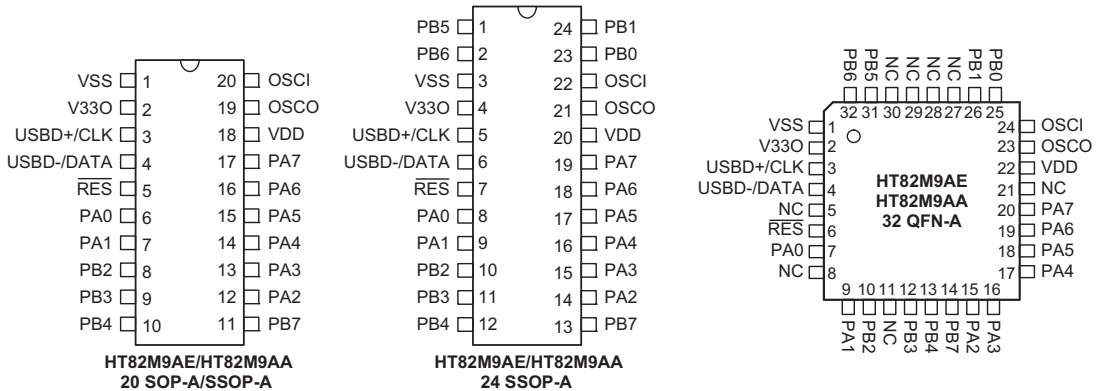 VSS 1 20 OSCI
V33O 2 19 OSCO
USBD+/CLK 3 18 VDD
USBD-/DATA 4 17 PA7
RES 5 16 PA6
PA0 6 15 PA5
PA1 7 14 PA4
PB2 8 13 PA3
PB3 9 12 PA2
PB4 10 11 PB7
HT82M9AE/HT82M9AA
20 SOP-A/SSOP-A
PB5 1 24 PB1
PB6 2 23 PB0
VSS 3 22 OSCI
V33O 4 21 OSCO
USBD+/CLK 5 20 VDD
USBD-/DATA 6 19 PA7
RES 7 18 PA6
PA0 8 17 PA5
PA1 9 16 PA4
PB2 10 15 PA3
PB3 11 14 PA2
PB4 12 13 PB7
HT82M9AE/HT82M9AA
24 SSOP-A
PB6 PB5 NC NC NC NC PB1 PB0
32 31 30 29 28 27 26 25
VSS 1 24 OSCI
V33O 2 23 OSCO
USBD+/CLK 3 22 VDD
USBD-/DATA 4 21 NC
NC 5 20 PA7
RES 6 19 PA6
PA0 7 18 PA5
NC 8 17 PA4
HT82M9AE
HT82M9AA
32 QFN-A
9 10 11 12 13 14 15 16
PA1 PB2 NC PB3 PB4 PB7 PA2 PA3